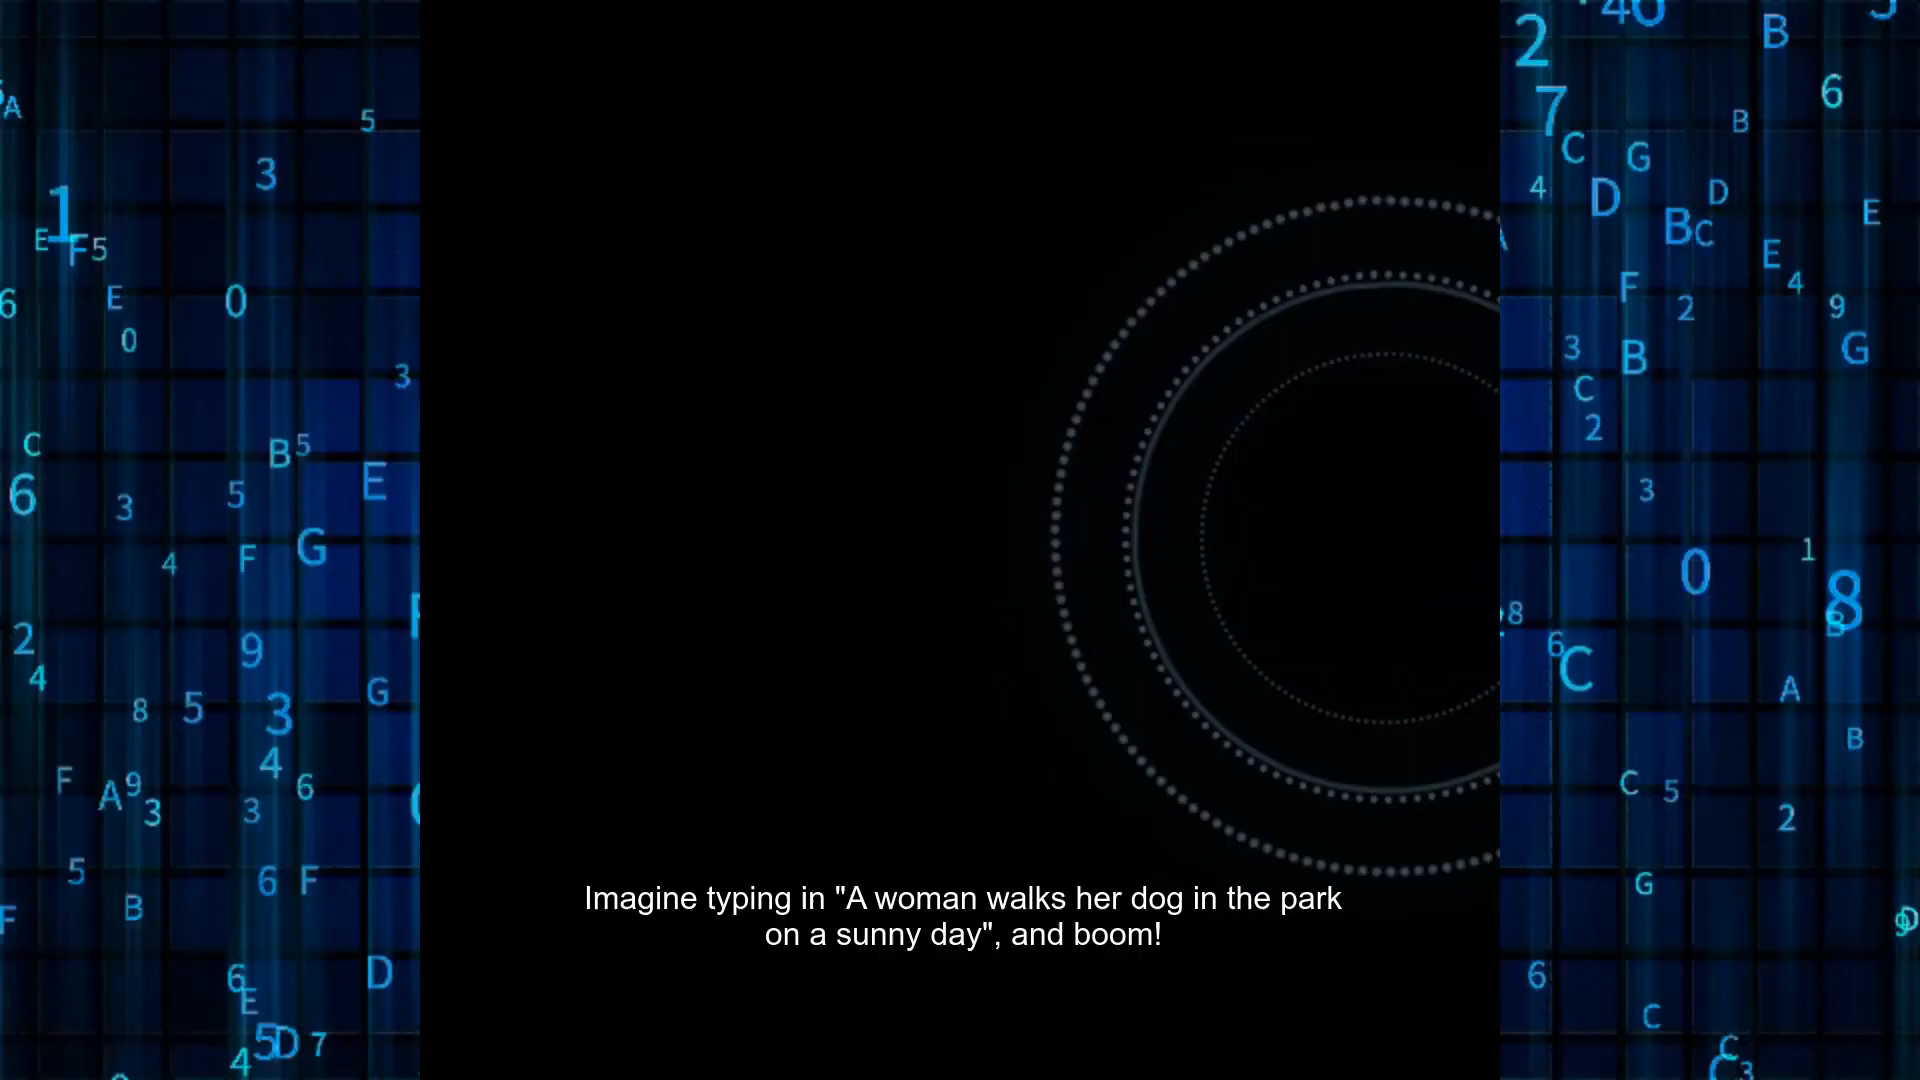 Imagine typing in "A woman walks her dog in the park
on a sunny day", and boom!